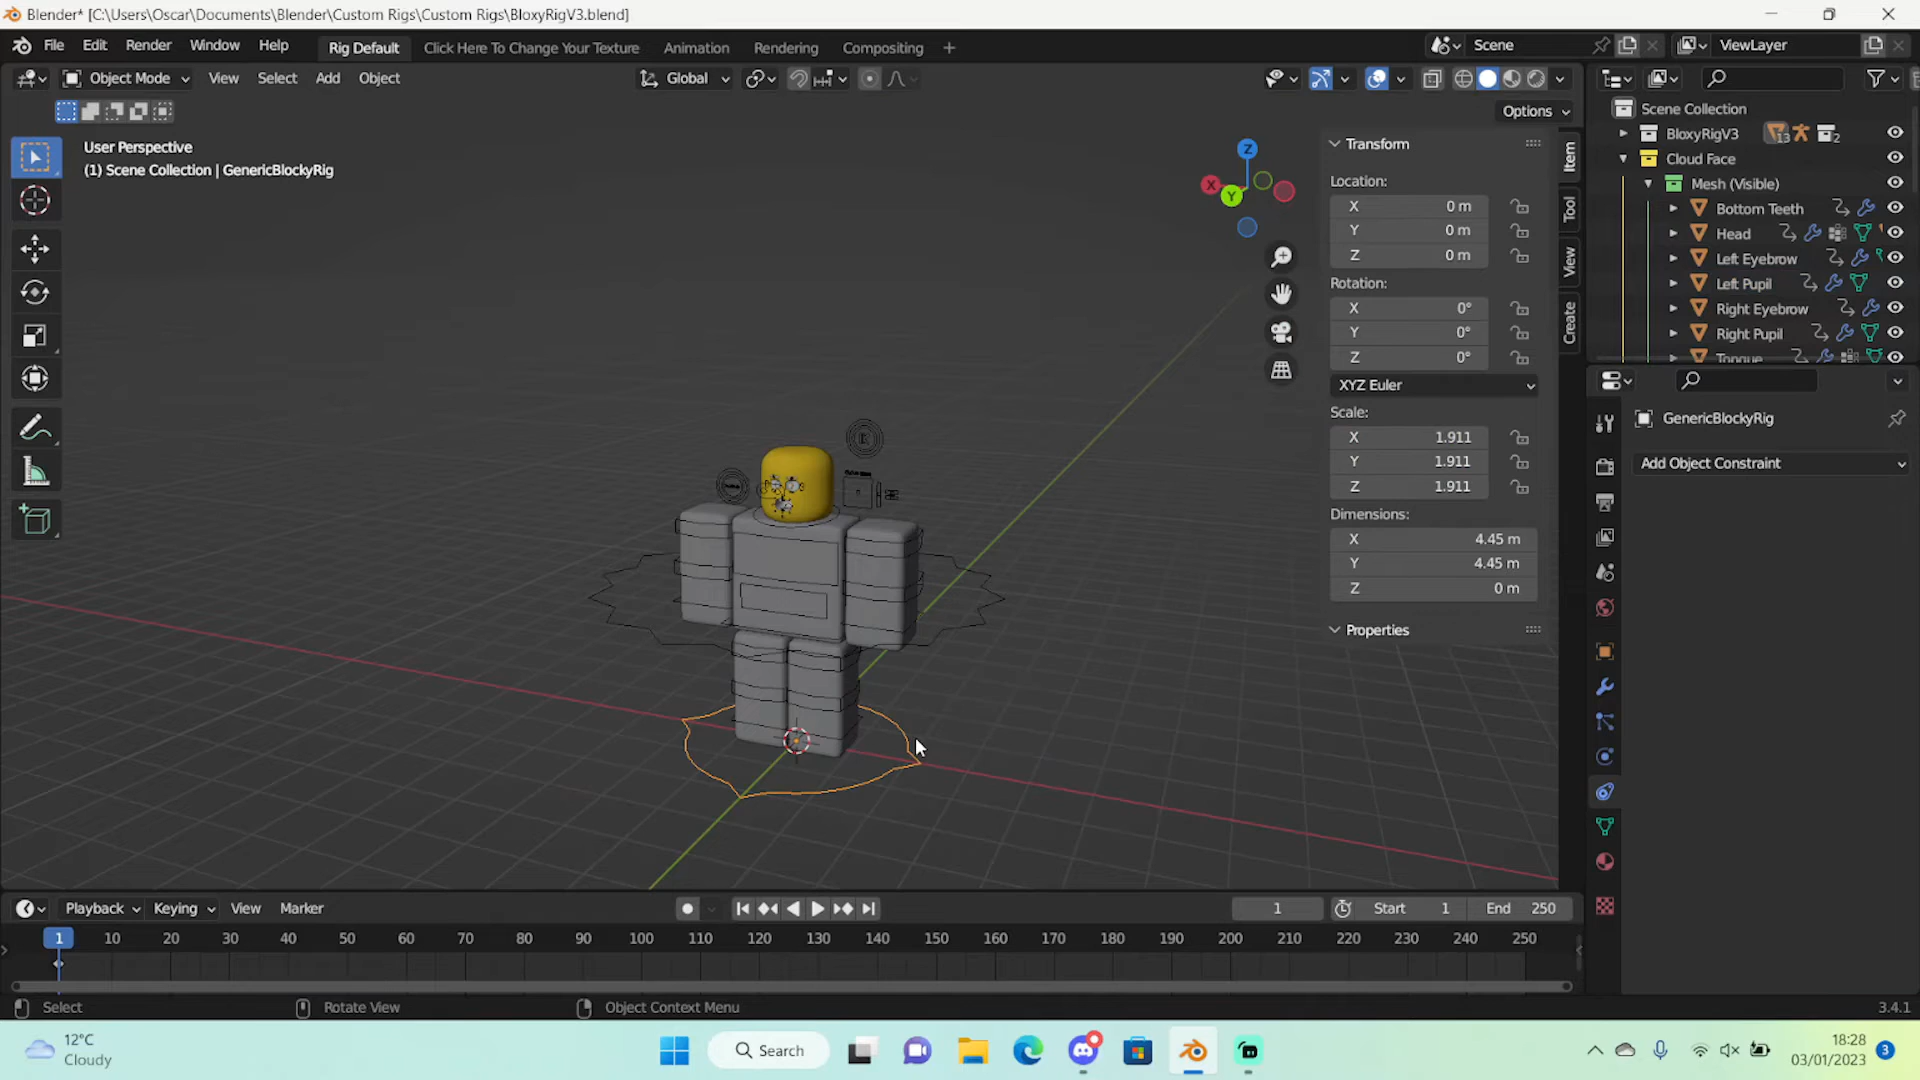 Blender* [C:\Users\Oscar\Documents\Blender\Custom Rigs\Custom Rigs\BloxyRigV3.blend]
File Edit Render Window Help Rig Default Click Here To Change Your Texture Animation Rendering Compositing + Scene ViewLayer
Object Mode View Select Add Object Global
Options
User Perspective
(1) Scene Collection | GenericBlockyRig
Z
X
Y
Transform
Location:
X 0 m
Y 0 m
Z 0 m
Rotation:
X 0°
Y 0°
Z 0°
XYZ Euler
Scale:
X 1.911
Y 1.911
Z 1.911
Dimensions:
X 4.45 m
Y 4.45 m
Z 0 m
Properties
Item
Tool
View
Create
Scene Collection
BloxyRigV3 13 2
Cloud Face
Mesh (Visible)
Bottom Teeth
Head
Left Eyebrow
Left Pupil
Right Eyebrow
Right Pupil
Tongue
GenericBlockyRig
Add Object Constraint
Playback Keying View Marker 1 Start 1 End 250
1 10 20 30 40 50 60 70 80 90 100 110 120 130 140 150 160 170 180 190 200 210 220 230 240 250
Select Rotate View Object Context Menu 3.4.1
12°C
Cloudy
Search
18:28
03/01/2023
3